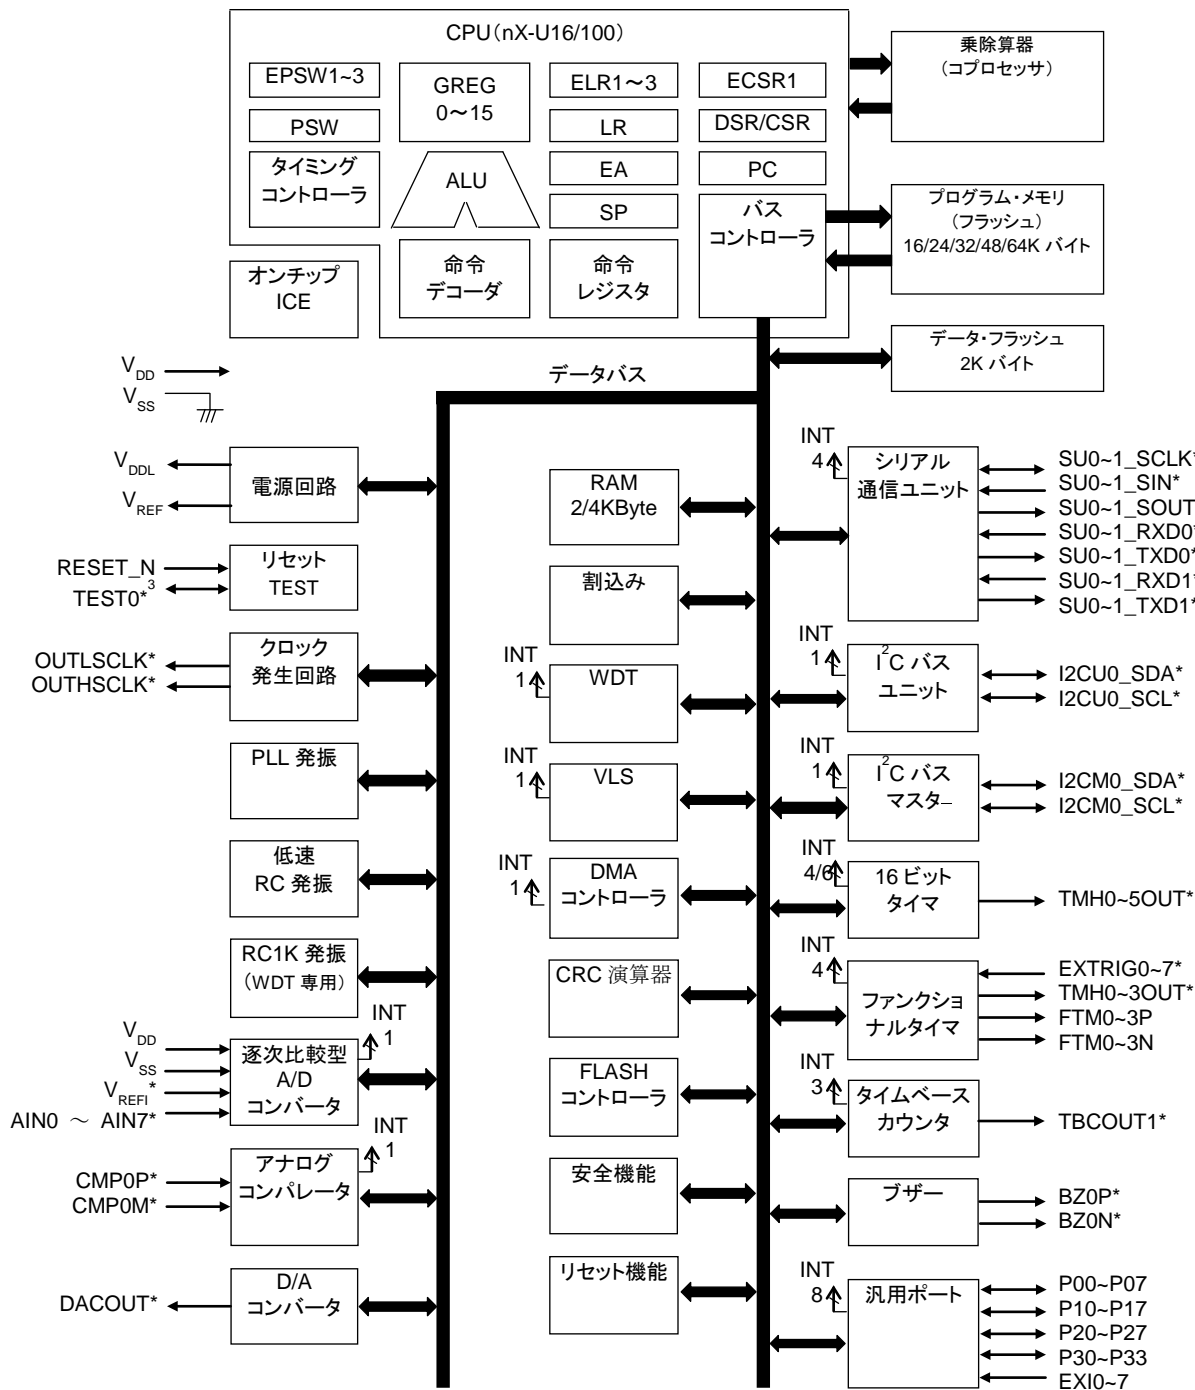 CPU(nX-U16/100)
EPSW1~3
GREG
0～15
ELR1～3
ECSR1
PSW
LR
DSR/CSR
タイミング
コントローラ
ALU
EA
PC
SP
バス
コントローラ
命令
デコーダ
命令
レジスタ
オンチップ
ICE
乗除算器
(コプロセッサ)
プログラム・メモリ
(フラッシュ)
16/24/32/48/64K バイト
データ・フラッシュ
2K バイト
データバス
VDD
VSS
VDDL
VREF
電源回路
RESET_N
TEST0*3
リセット
TEST
OUTLSCLK*
OUTHSCLK*
クロック
発生回路
PLL 発振
低速
RC 発振
RC1K 発振
(WDT 専用)
VDD
VSS
VREFI*
AIN0 ～ AIN7*
逐次比較型
A/D
コンバータ
INT
1
CMP0P*
CMP0M*
アナログ
コンパレータ
INT
1
DACOUT*
D/A
コンバータ
RAM
2/4KByte
割込み
INT
1
WDT
INT
1
VLS
INT
1
DMA
コントローラ
CRC 演算器
FLASH
コントローラ
安全機能
リセット機能
INT
4
シリアル
通信ユニット
SU0~1_SCLK*
SU0~1_SIN*
SU0~1_SOUT
SU0~1_RXD0*
SU0~1_TXD0*
SU0~1_RXD1*
SU0~1_TXD1*
INT
1
I2C バス
ユニット
I2CU0_SDA*
I2CU0_SCL*
INT
1
I2C バス
マスター
I2CM0_SDA*
I2CM0_SCL*
INT
4/6
16 ビット
タイマ
TMH0~5OUT*
INT
4
ファンクショ
ナルタイマ
EXTRIG0~7*
TMH0~3OUT*
FTM0~3P
FTM0~3N
INT
3
タイムベース
カウンタ
TBCOUT1*
ブザー
BZ0P*
BZ0N*
INT
8
汎用ポート
P00~P07
P10~P17
P20~P27
P30~P33
EXI0~7